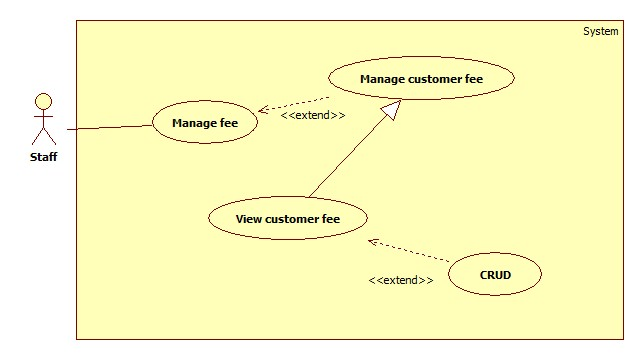 System
Manage customer fee
Manage fee
<<extend>>
Staff
View customer fee
CRUD
<<extend>>